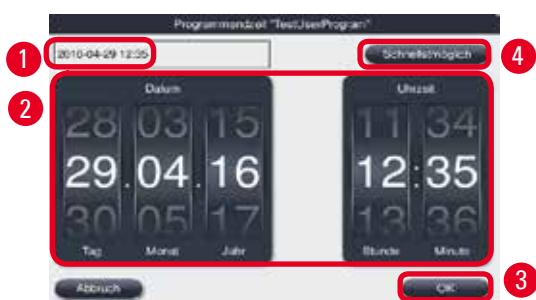 Programmendzeit "TestUserProgram"
1
2010-04-29 12:35
Schnellstmöglich
4
2
Datum
Uhrzeit
28 03 15
11 34
29.04.16
12:35
30 05 17
13 36
Tag Monat Jahr
Stunde Minute
Abbruch
OK
3